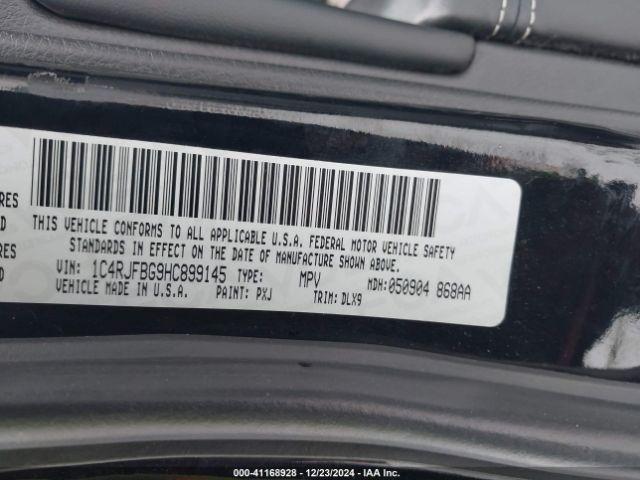 RES
THIS VEHICLE CONFORMS TO ALL APPLICABLE U.S.A. FEDERAL MOTOR VEHICLE SAFETY
D
STANDARDS IN EFFECT ON THE DATE OF MANUFACTURE SHOWN ABOVE.
RES
VIN: 1C4RJFBG9HC899145 TYPE: MPV MDH: 050904 868AA
D
VEHICLE MADE IN U.S.A. PAINT: PXJ TRIM: DLX9
000-41168928 - 12/23/2024 - IAA Inc.